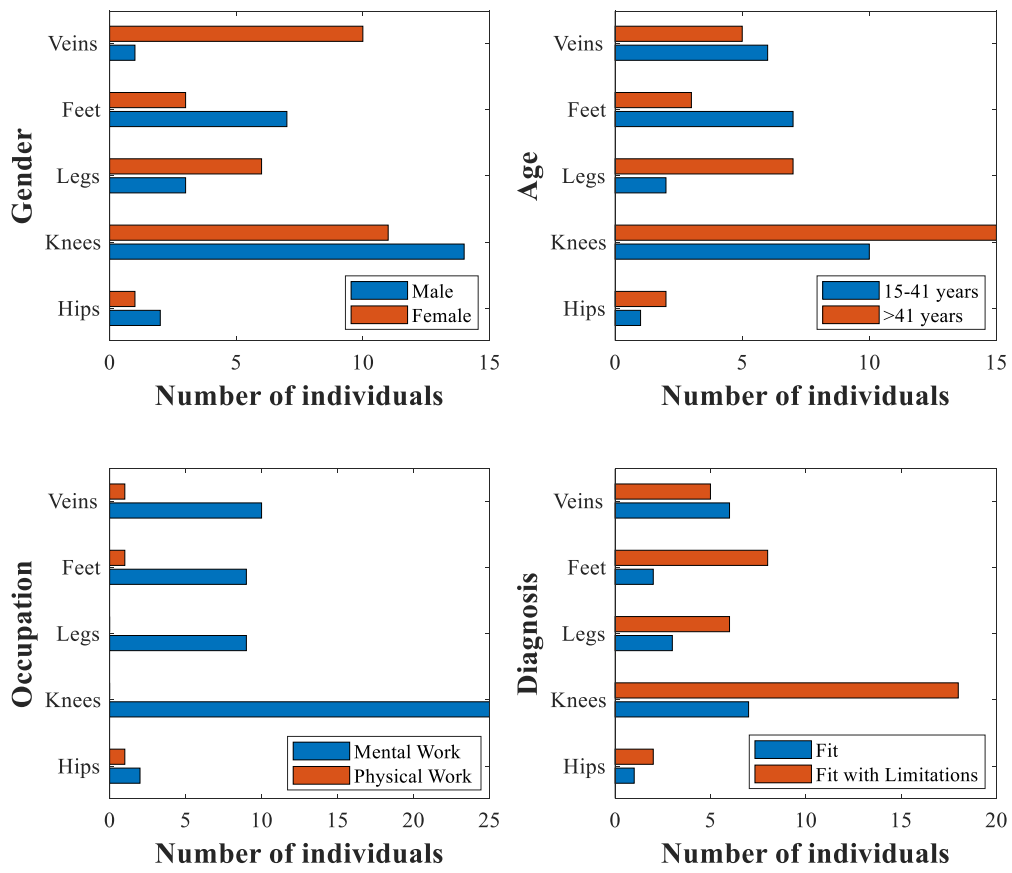 Gender
Veins
Feet
Legs
Knees
Hips
Male
Female
0 5 10 15
Number of individuals
Age
Veins
Feet
Legs
Knees
Hips
15-41 years
>41 years
0 5 10 15
Number of individuals
Occupation
Veins
Feet
Legs
Knees
Hips
Mental Work
Physical Work
0 5 10 15 20 25
Number of individuals
Diagnosis
Veins
Feet
Legs
Knees
Hips
Fit
Fit with Limitations
0 5 10 15 20
Number of individuals